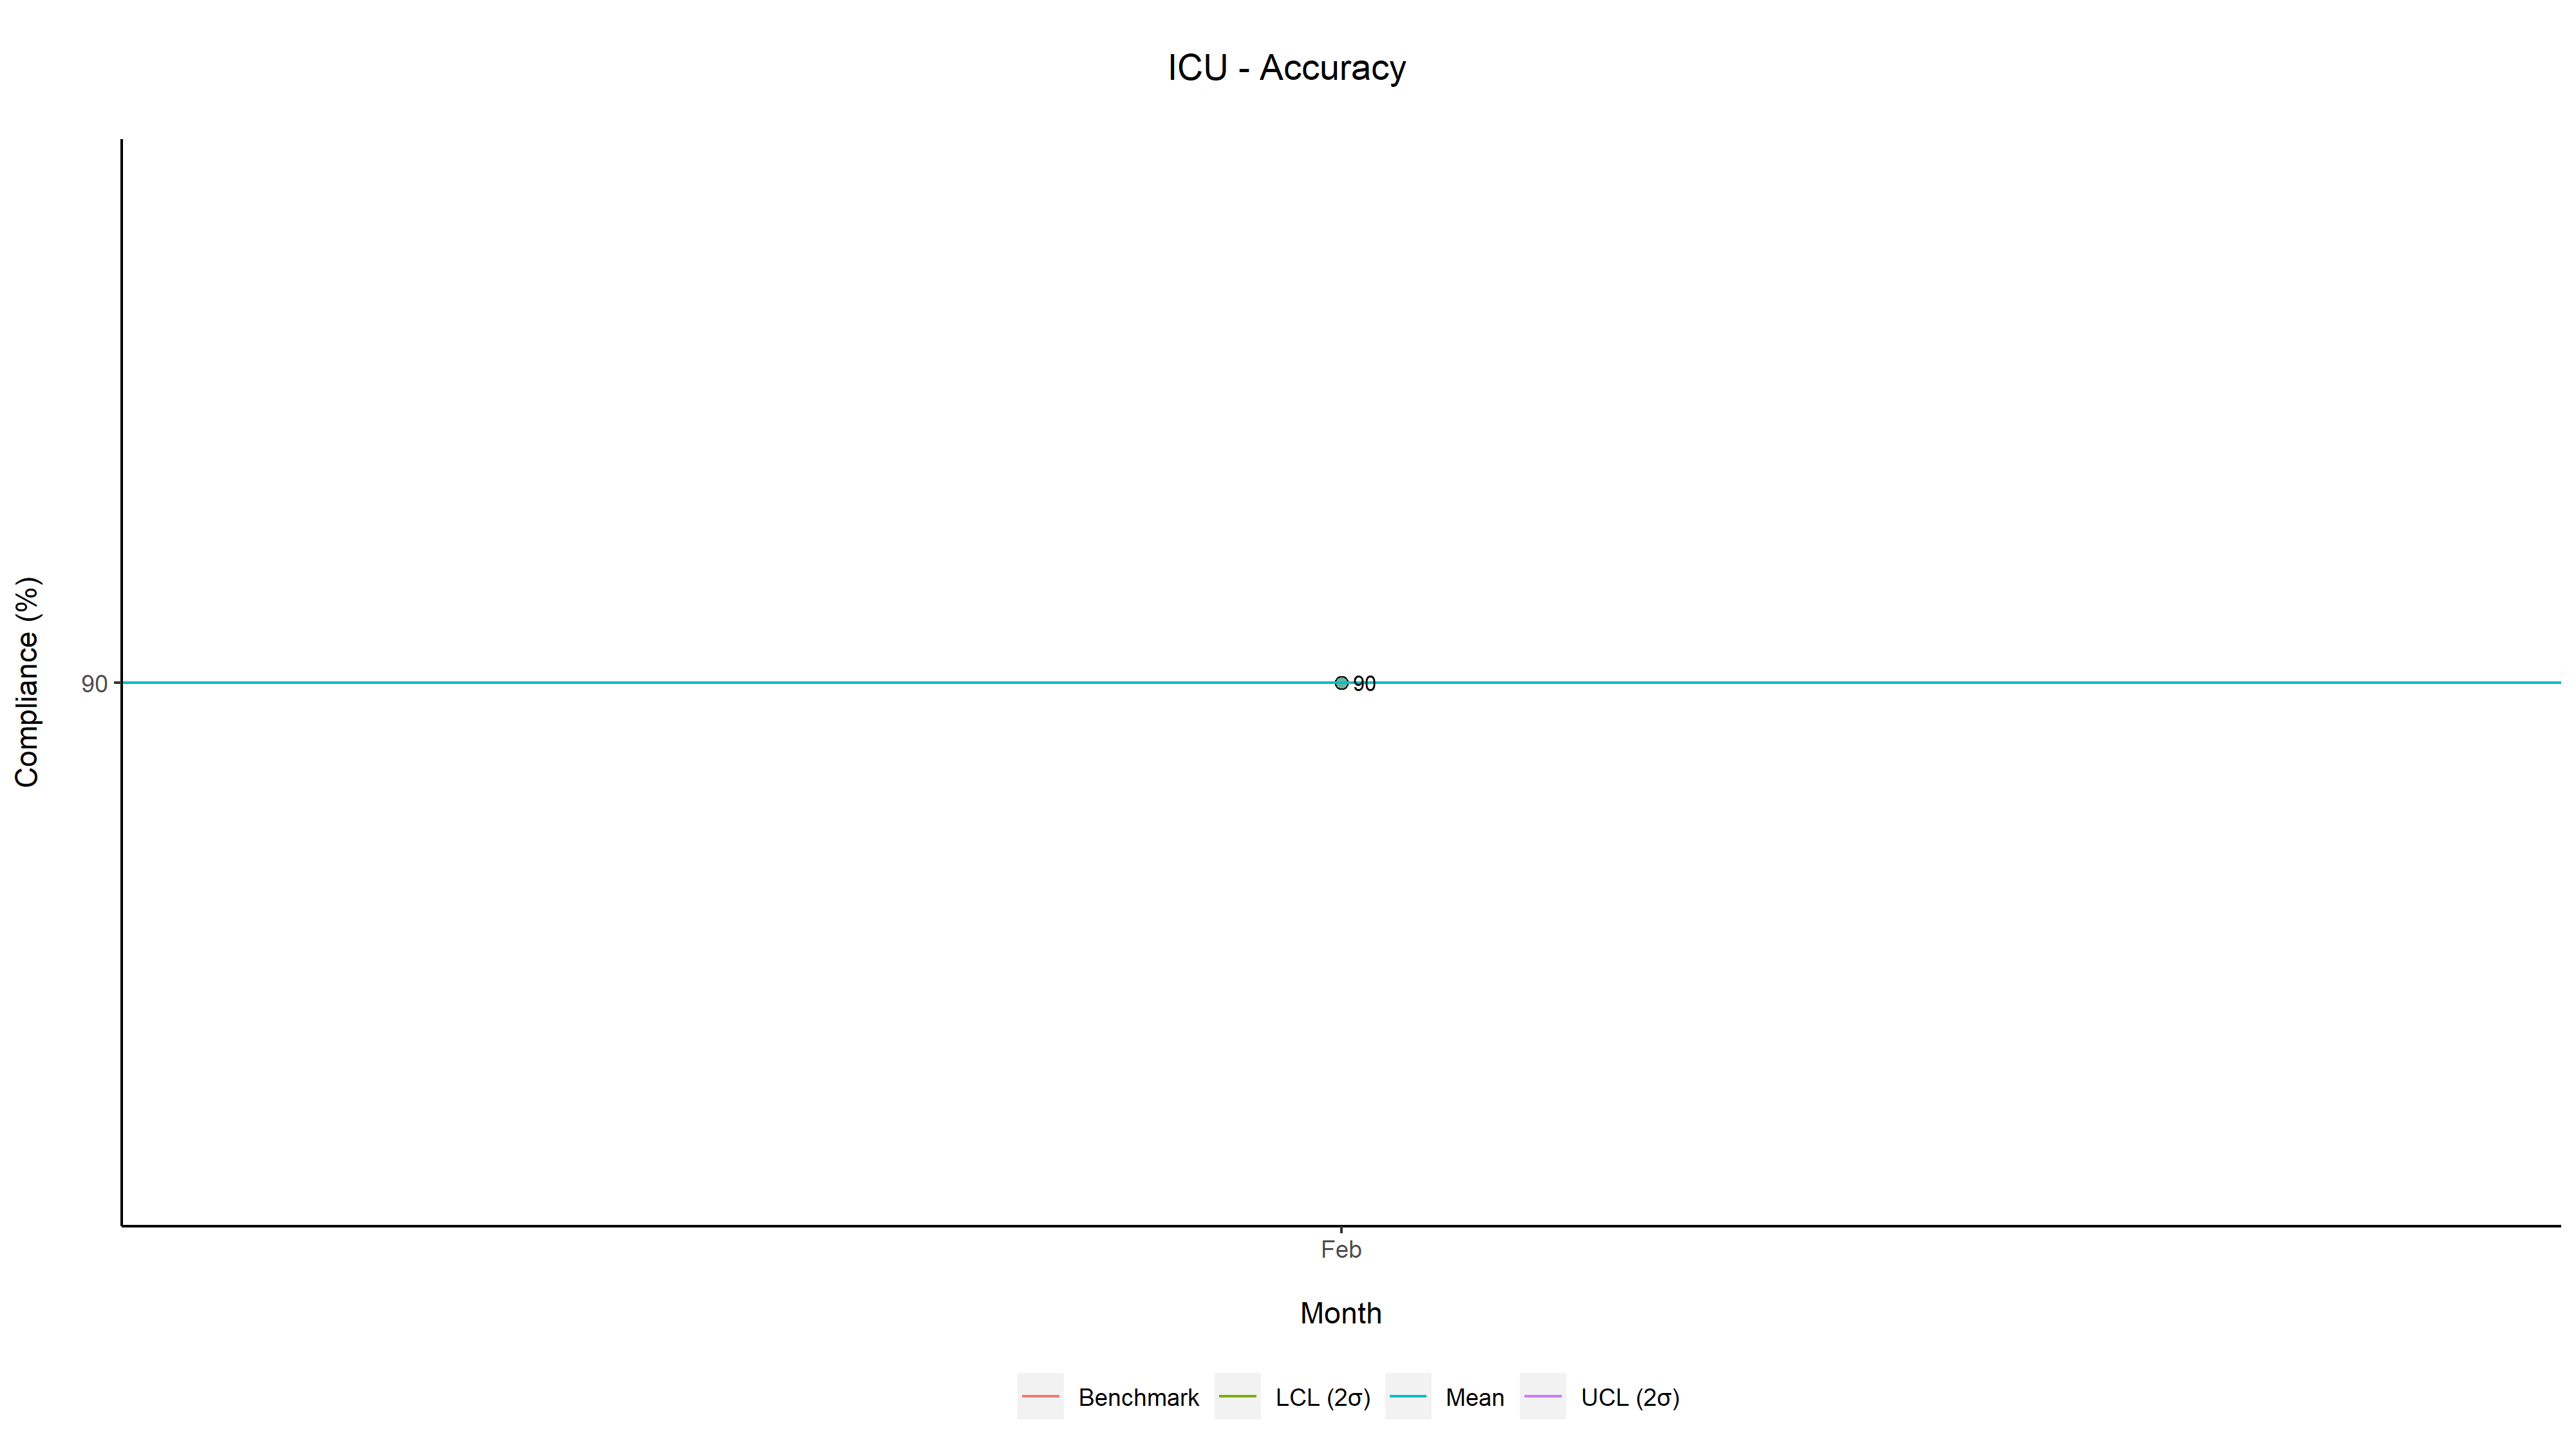 ICU - Accuracy
Compliance (%)
90
90
Feb
Month
Benchmark LCL (2σ) Mean UCL (2σ)